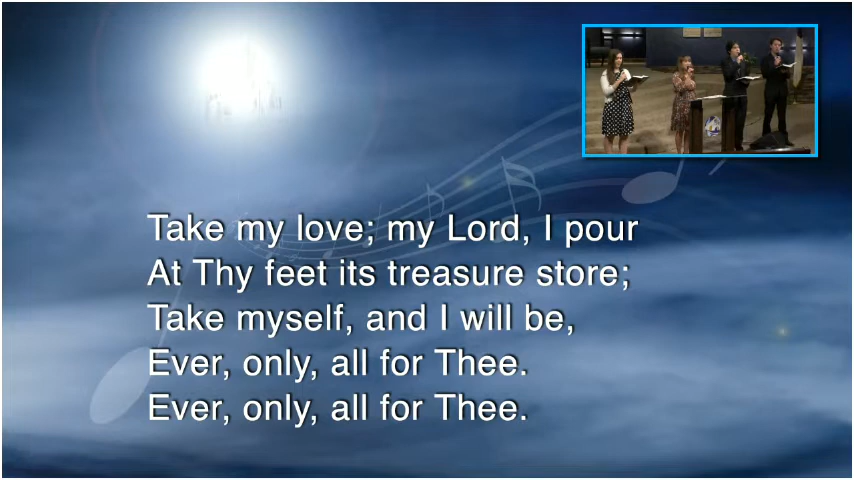 Take my love; my Lord, I pour
At Thy feet its treasure store;
Take myself, and I will be,
Ever, only, all for Thee.
Ever, only, all for Thee.